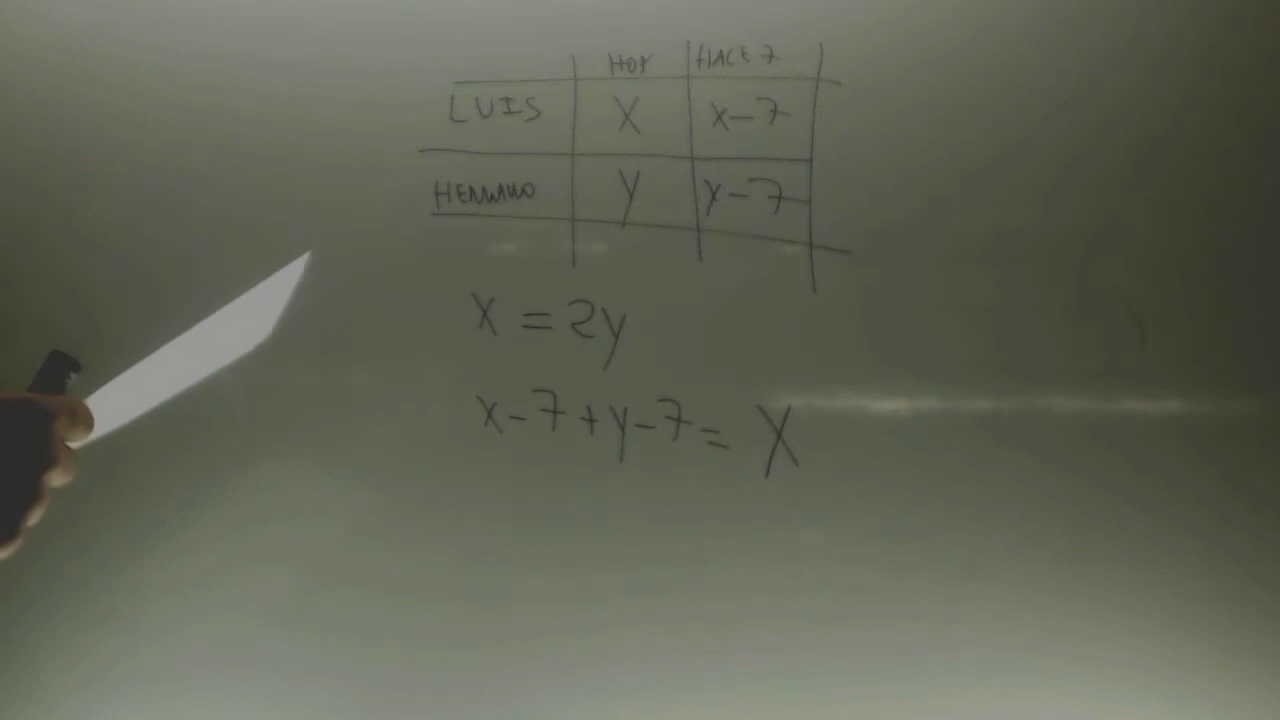 HOY HACE 7
LUIS X X-7
HERMANO Y Y-7
X = 2y
x-7+y-7= X